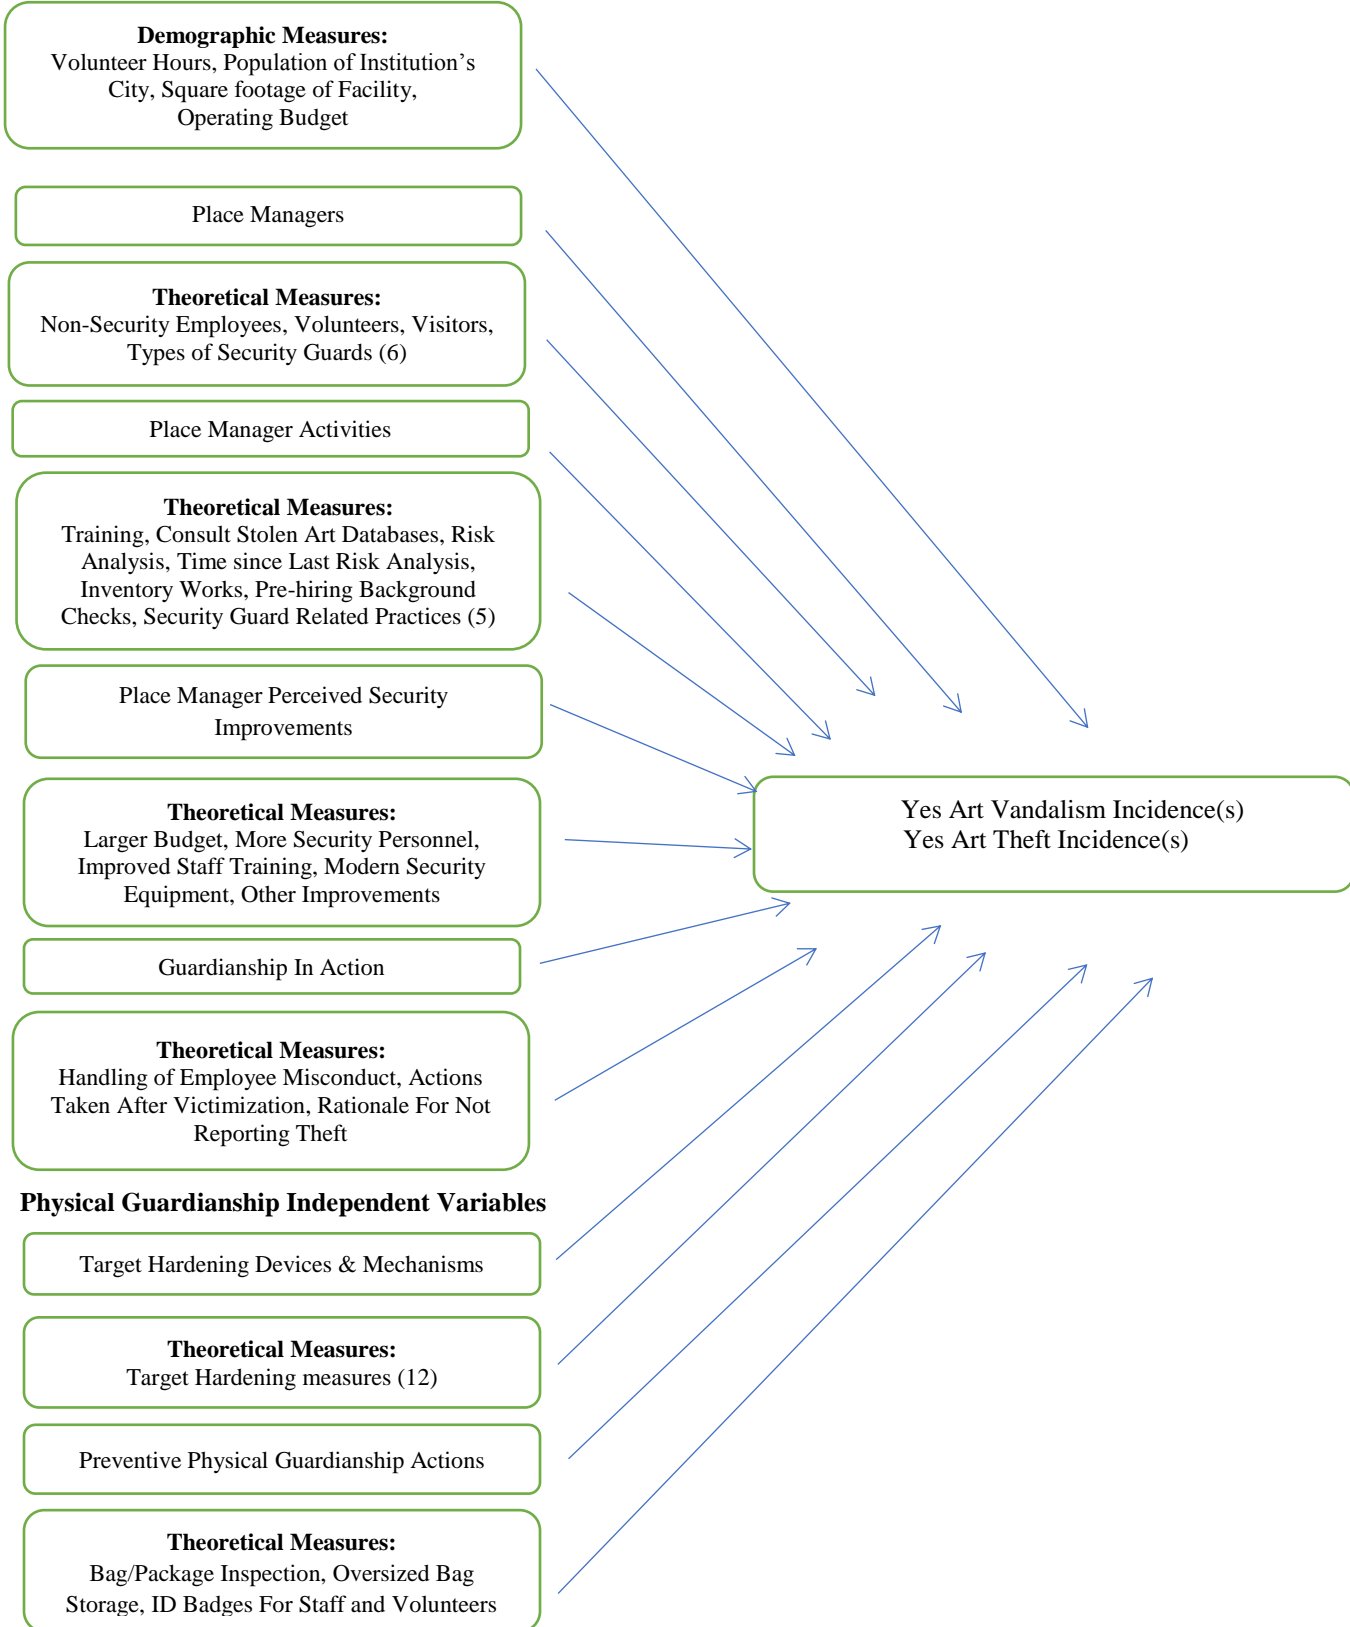 Demographic Measures:
Volunteer Hours, Population of Institution’s
City, Square footage of Facility,
Operating Budget
Place Managers
Theoretical Measures:
Non-Security Employees, Volunteers, Visitors,
Types of Security Guards (6)
Place Manager Activities
Theoretical Measures:
Training, Consult Stolen Art Databases, Risk
Analysis, Time since Last Risk Analysis,
Inventory Works, Pre-hiring Background
Checks, Security Guard Related Practices (5)
Place Manager Perceived Security
Improvements
Theoretical Measures:
Larger Budget, More Security Personnel,
Improved Staff Training, Modern Security
Equipment, Other Improvements
Guardianship In Action
Theoretical Measures:
Handling of Employee Misconduct, Actions
Taken After Victimization, Rationale For Not
Reporting Theft
Physical Guardianship Independent Variables
Target Hardening Devices & Mechanisms
Theoretical Measures:
Target Hardening measures (12)
Preventive Physical Guardianship Actions
Theoretical Measures:
Bag/Package Inspection, Oversized Bag
Storage, ID Badges For Staff and Volunteers
Yes Art Vandalism Incidence(s)
Yes Art Theft Incidence(s)